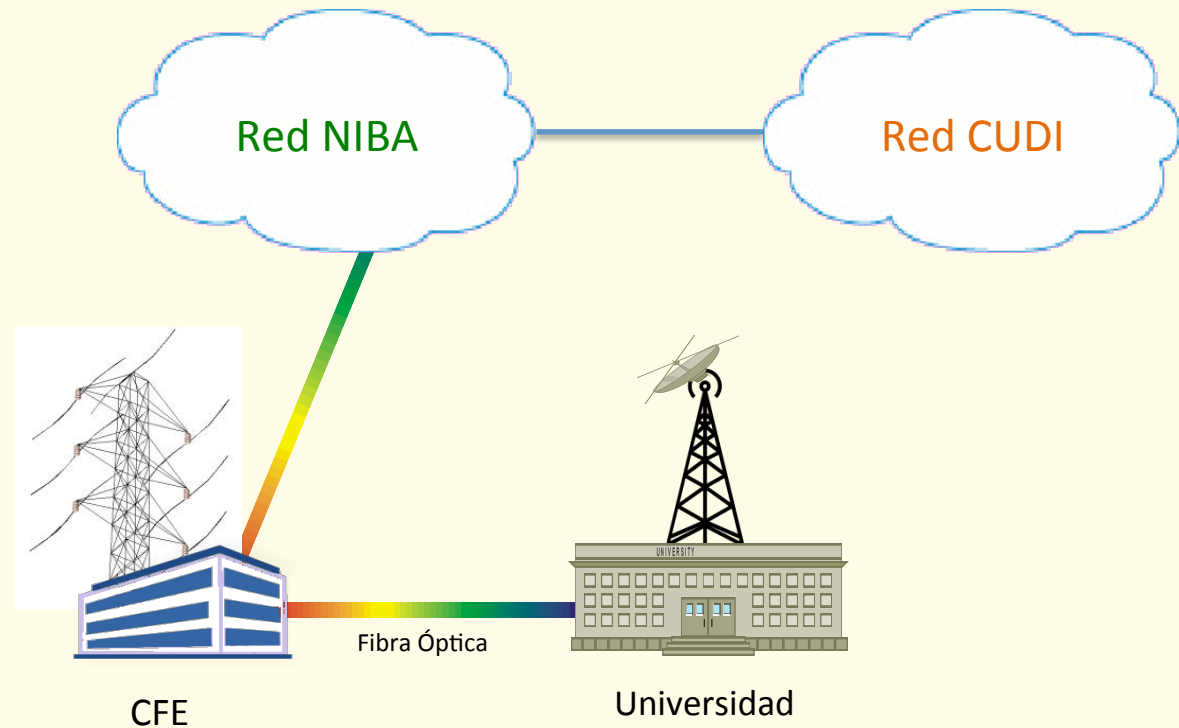 Red NIBA
Red CUDI
UNIVERSITY
Fibra Óptica
CFE
Universidad